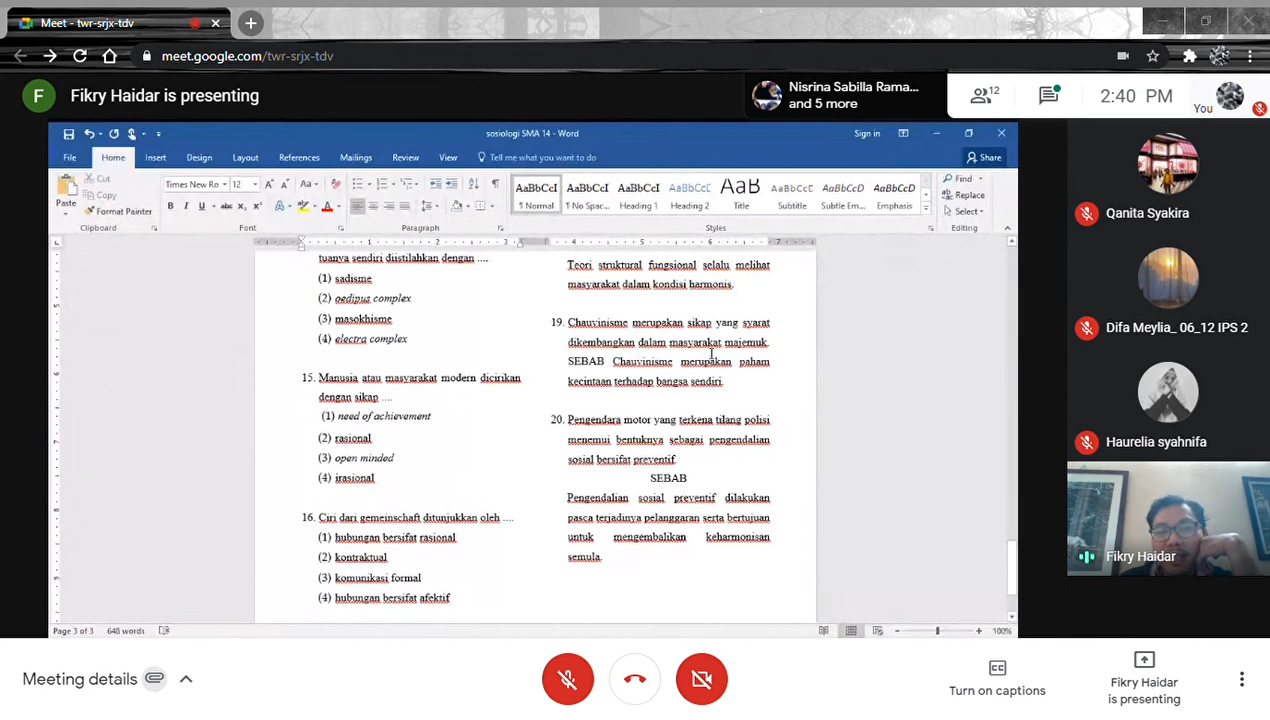 Meet - twr-srjx-tdv
meet.google.com/twr-srjx-tdv
F
Fikry Haidar is presenting
Nisrina Sabilla Rama...
and 5 more
12
2:40 PM
You
sosiologi SMA 14 - Word
Sign in
File Home Insert Design Layout References Mailings Review View Tell me what you want to do
Share
Paste
Cut
Copy
Format Painter
Clipboard
Times New Ro 12
Font
Paragraph
AaBbCcI AaBbCcI AaBbCcI AaBbCcC AaB AaBbCcD AaBbCcD AaBbCcI
¶ Normal ¶ No Spac... Heading 1 Heading 2 Title Subtitle Subtle Em... Emphasis
Styles
Find
Replace
Select
Editing
tuanya sendiri diistilahkan dengan ....
(1) sadisme
(2) oedipus complex
(3) masokhisme
(4) electra complex
15. Manusia atau masyarakat modern dicirikan
dengan sikap ....
(1) need of achievement
(2) rasional
(3) open minded
(4) irasional
16. Ciri dari gemeinschaft ditunjukkan oleh ....
(1) hubungan bersifat rasional
(2) kontraktual
(3) komunikasi formal
(4) hubungan bersifat afektif
Teori struktural fungsional selalu melihat
masyarakat dalam kondisi harmonis.
19. Chauvinisme merupakan sikap yang syarat
dikembangkan dalam masyarakat majemuk.
SEBAB Chauvinisme merupakan paham
kecintaan terhadap bangsa sendiri.
20. Pengendara motor yang terkena tilang polisi
menemui bentuknya sebagai pengendalian
sosial bersifat preventif.
SEBAB
Pengendalian sosial preventif dilakukan
pasca terjadinya pelanggaran serta bertujuan
untuk mengembalikan keharmonisan
semula.
Page 3 of 3 648 words
100%
Qanita Syakira
Difa Meylia_ 06_12 IPS 2
Haurelia syahnifa
Fikry Haidar
Meeting details
Turn on captions
Fikry Haidar
is presenting